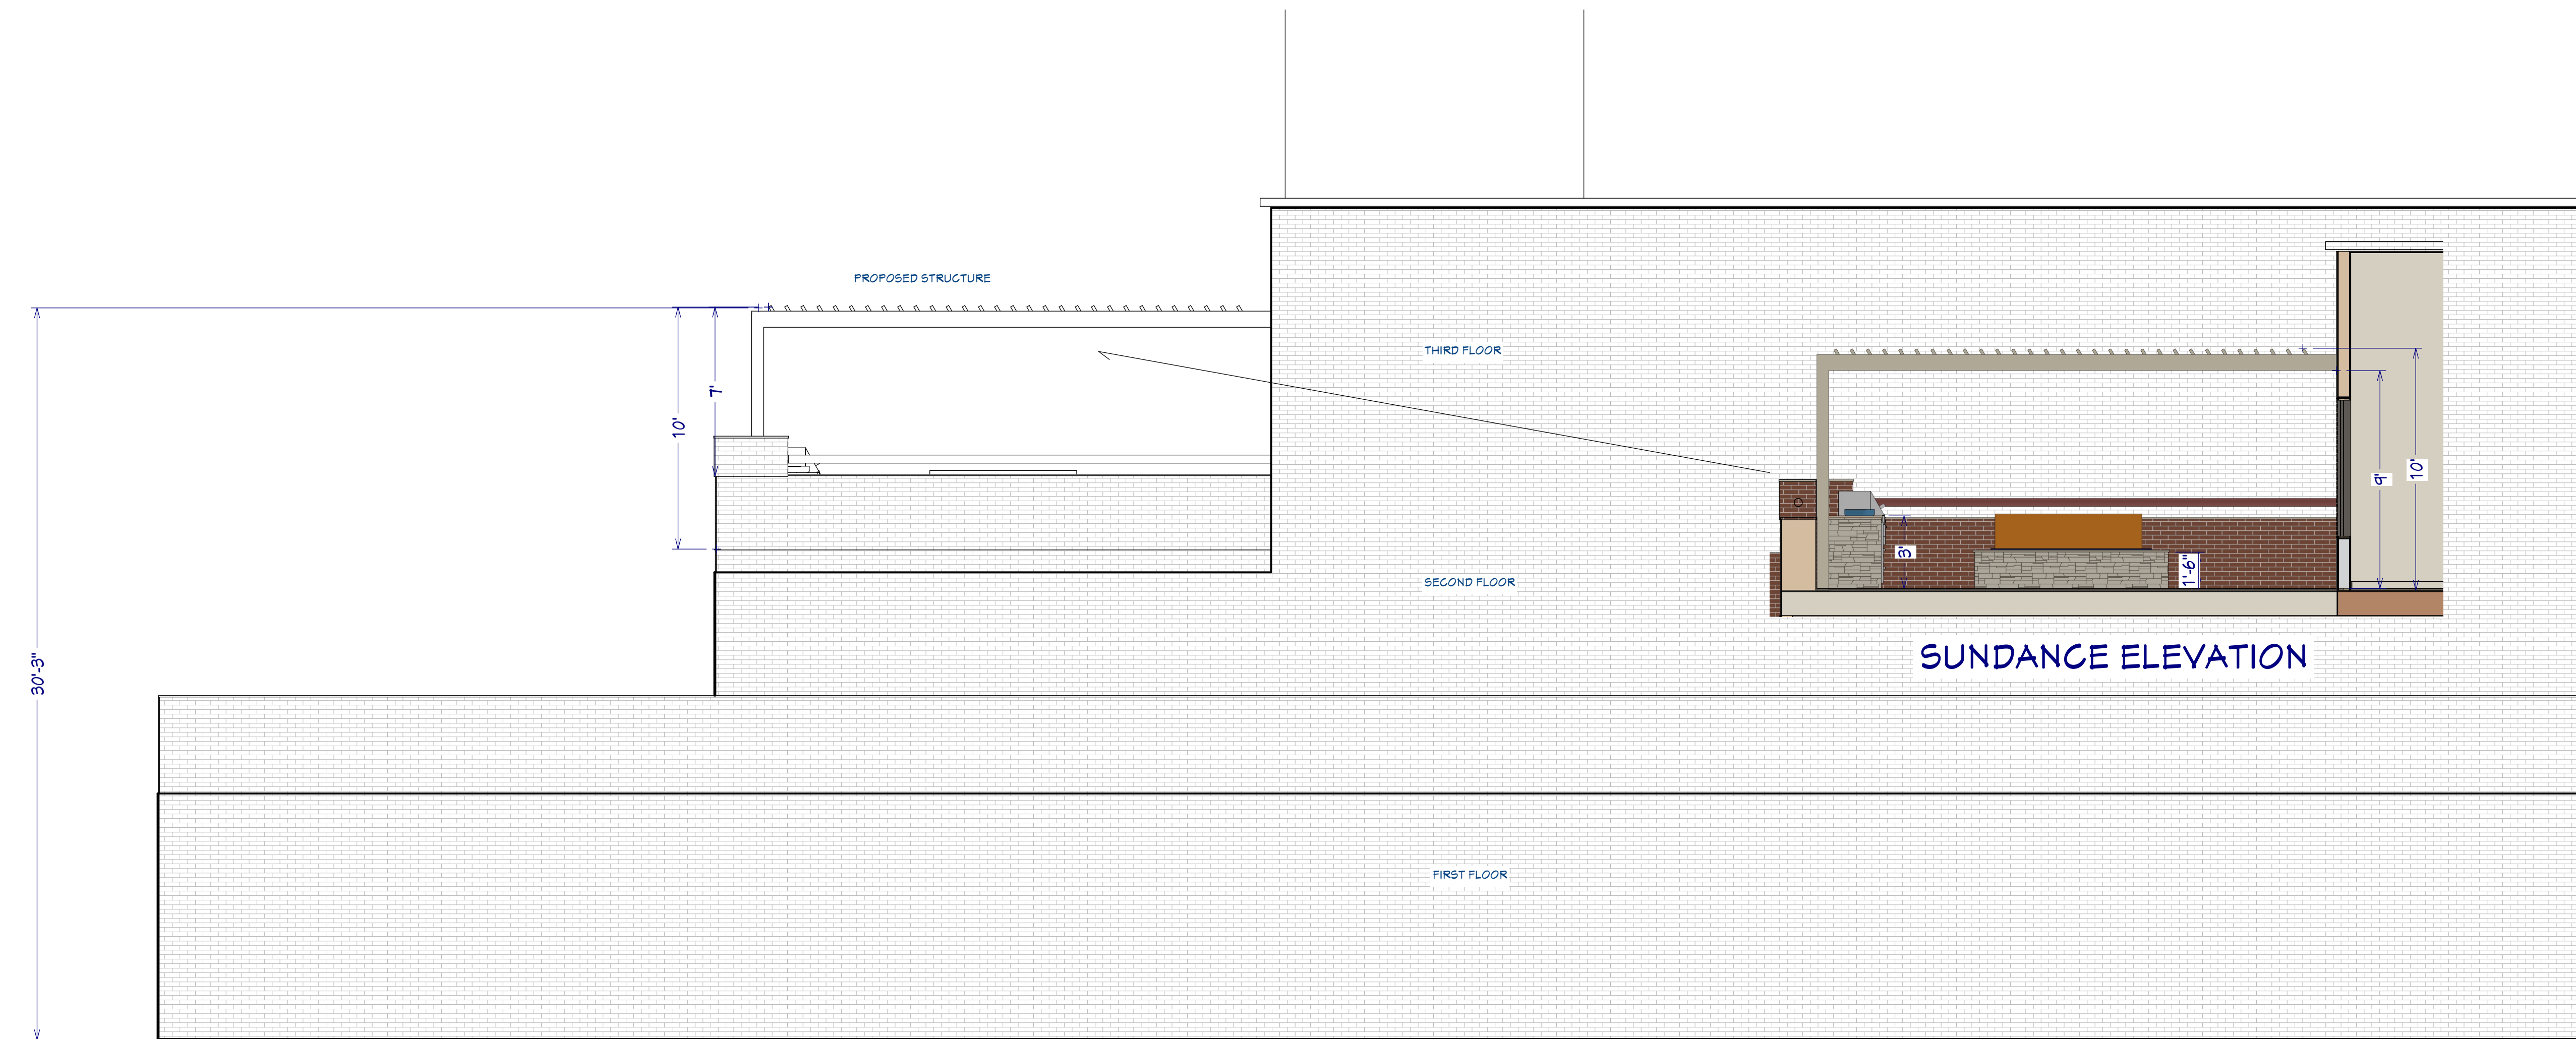 PROPOSED STRUCTURE
THIRD FLOOR
7'
10'
9'
10'
3'
1'-6"
SECOND FLOOR
SUNDANCE ELEVATION
30'-3"
FIRST FLOOR